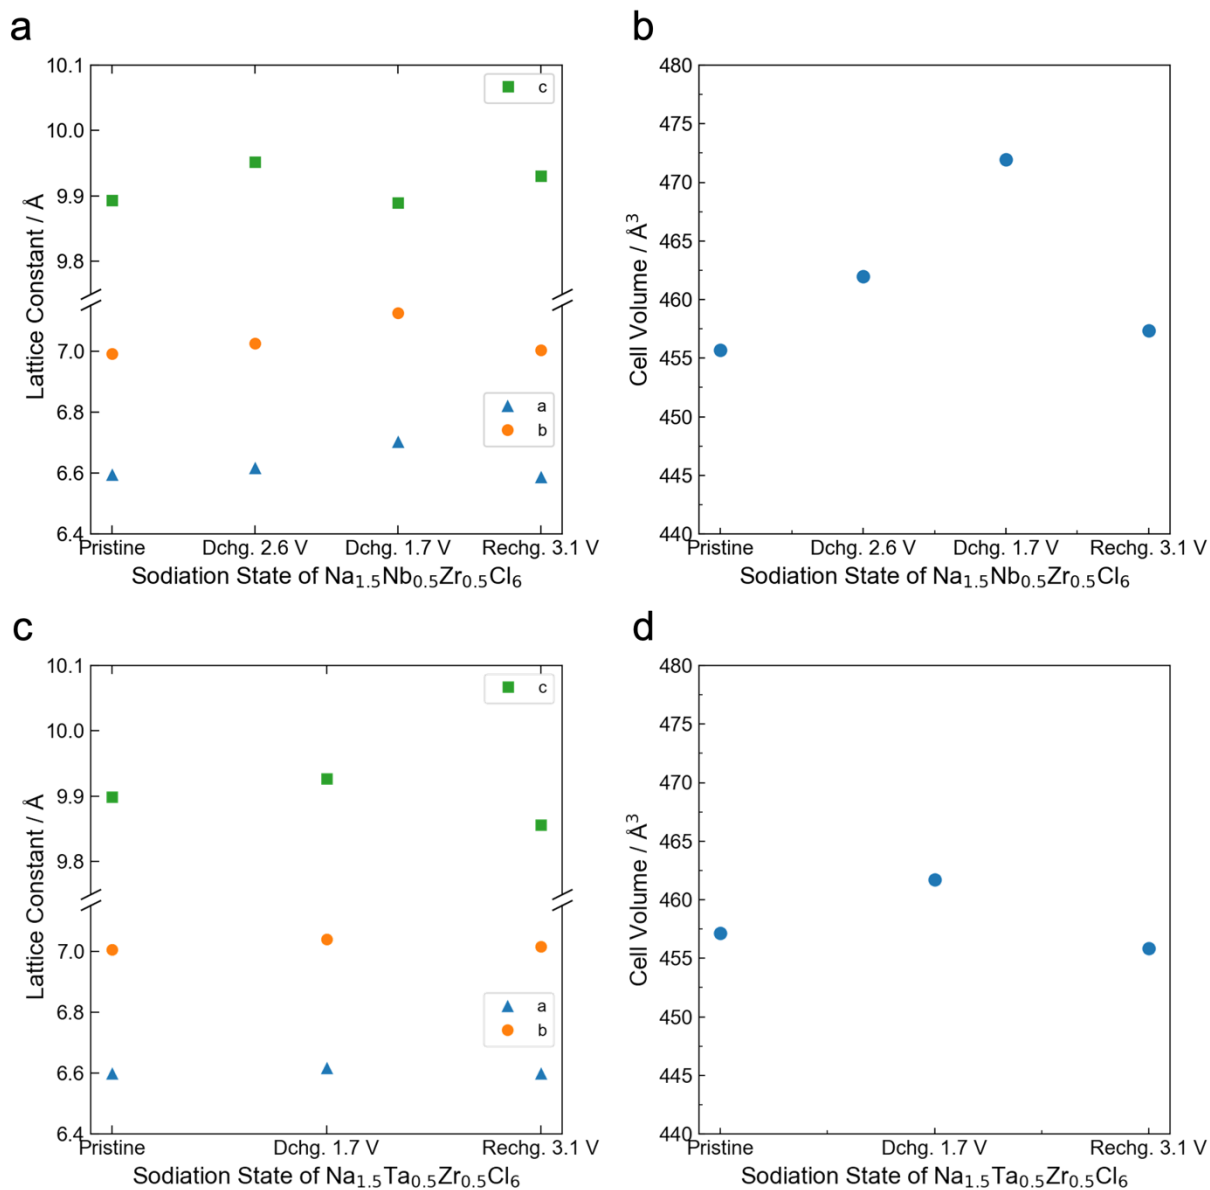 a
10.1
10.0
9.9
9.8
7.0
6.8
6.6
6.4
Lattice Constant / Å
c
a
b
Pristine Dchg. 2.6 V Dchg. 1.7 V Rechg. 3.1 V
Sodiation State of Na₁.₅Nb₀.₅Zr₀.₅Cl₆
b
480
475
470
465
460
455
450
445
440
Cell Volume / Å³
Pristine Dchg. 2.6 V Dchg. 1.7 V Rechg. 3.1 V
Sodiation State of Na₁.₅Nb₀.₅Zr₀.₅Cl₆
c
10.1
10.0
9.9
9.8
7.0
6.8
6.6
6.4
Lattice Constant / Å
c
a
b
Pristine Dchg. 1.7 V Rechg. 3.1 V
Sodiation State of Na₁.₅Ta₀.₅Zr₀.₅Cl₆
d
480
475
470
465
460
455
450
445
440
Cell Volume / Å³
Pristine Dchg. 1.7 V Rechg. 3.1 V
Sodiation State of Na₁.₅Ta₀.₅Zr₀.₅Cl₆